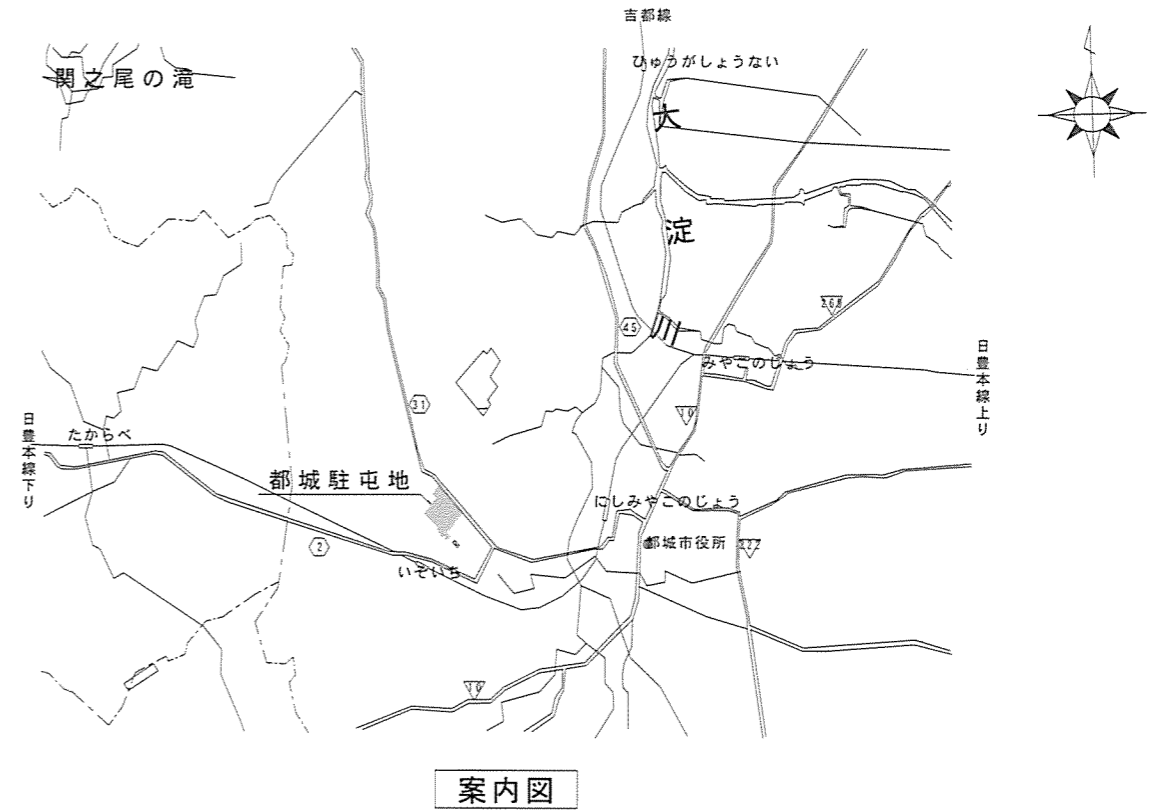 吉都線
ひゅうがしょうない
関之尾の滝
大淀川
268
45
みやこのじょう
日豊本線上り
31
10
日豊本線下り
たからべ
都城駐屯地
にしみやこのじょう
2
都城市役所
222
いそいち
10
案内図